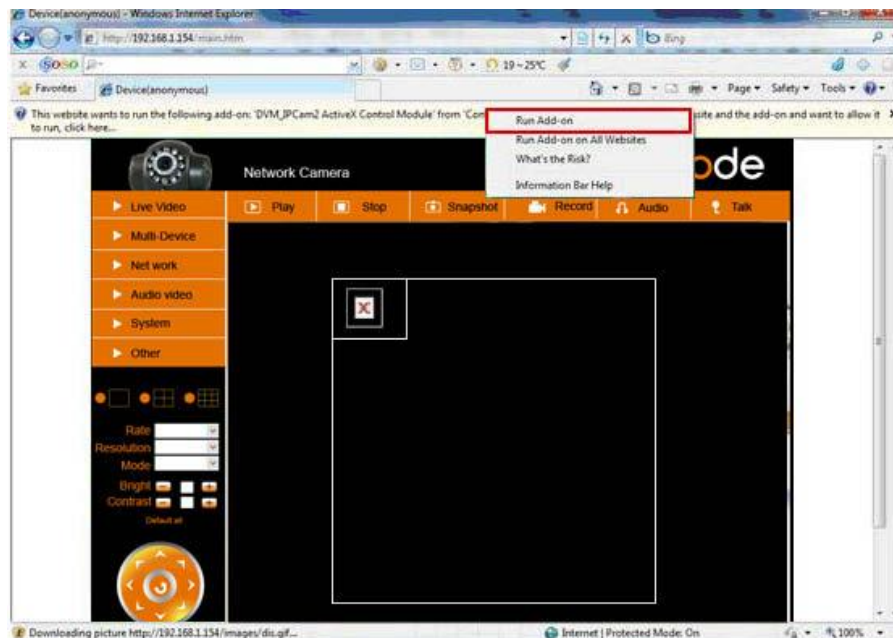 Device(anonymous) - Windows Internet Explorer
http://192.168.1.154/main.htm
Bing
SOSO
19~25℃
Favorites
Device(anonymous)
Page
Safety
Tools
This website wants to run the following add-on: 'DVM_IPCam2 ActiveX Control Module' from
site and the add-on and want to allow it
to run, click here...
Run Add-on
Run Add-on on All Websites
What's the Risk?
Information Bar Help
Network Camera
ode
Live Video
Play
Stop
Snapshot
Record
Audio
Talk
Multi-Device
Net work
Audio video
System
Other
Rate
Resolution
Mode
Bright
Contrast
Default all
Downloading picture http://192.168.1.154/images/dis.gif...
Internet | Protected Mode: On
100%